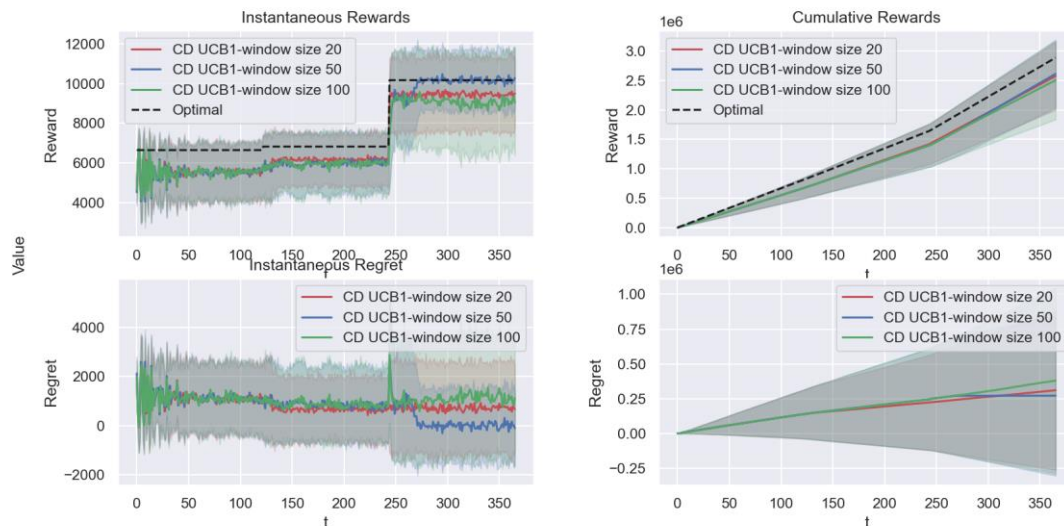 Instantaneous Rewards
12000
10000
8000
6000
4000
Reward
CD UCB1-window size 20
CD UCB1-window size 50
CD UCB1-window size 100
Optimal
0 50 100 150 200 250 300 350
t
Cumulative Rewards
1e6
3.0
2.5
2.0
1.5
1.0
0.5
0.0
Reward
CD UCB1-window size 20
CD UCB1-window size 50
CD UCB1-window size 100
Optimal
0 50 100 150 200 250 300 350
t
Value
Instantaneous Regret
4000
2000
0
−2000
Regret
CD UCB1-window size 20
CD UCB1-window size 50
CD UCB1-window size 100
0 50 100 150 200 250 300 350
t
1e6
1.00
0.75
0.50
0.25
0.00
−0.25
Regret
CD UCB1-window size 20
CD UCB1-window size 50
CD UCB1-window size 100
0 50 100 150 200 250 300 350
t